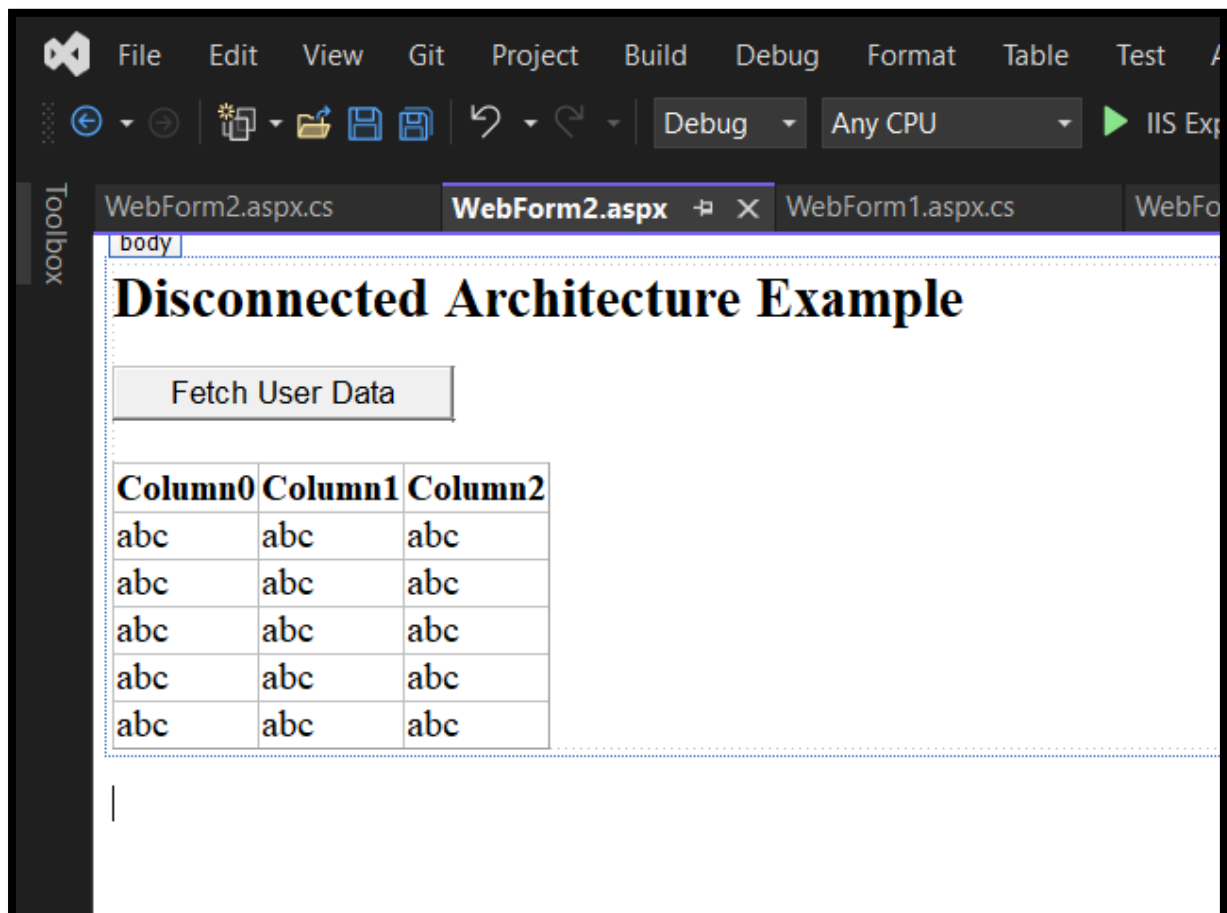 File Edit View Git Project Build Debug Format Table Test
Debug Any CPU IIS Exp
Toolbox
WebForm2.aspx.cs WebForm2.aspx WebForm1.aspx.cs WebFo
body
Disconnected Architecture Example
Fetch User Data
Column0 Column1 Column2
abc abc abc
abc abc abc
abc abc abc
abc abc abc
abc abc abc